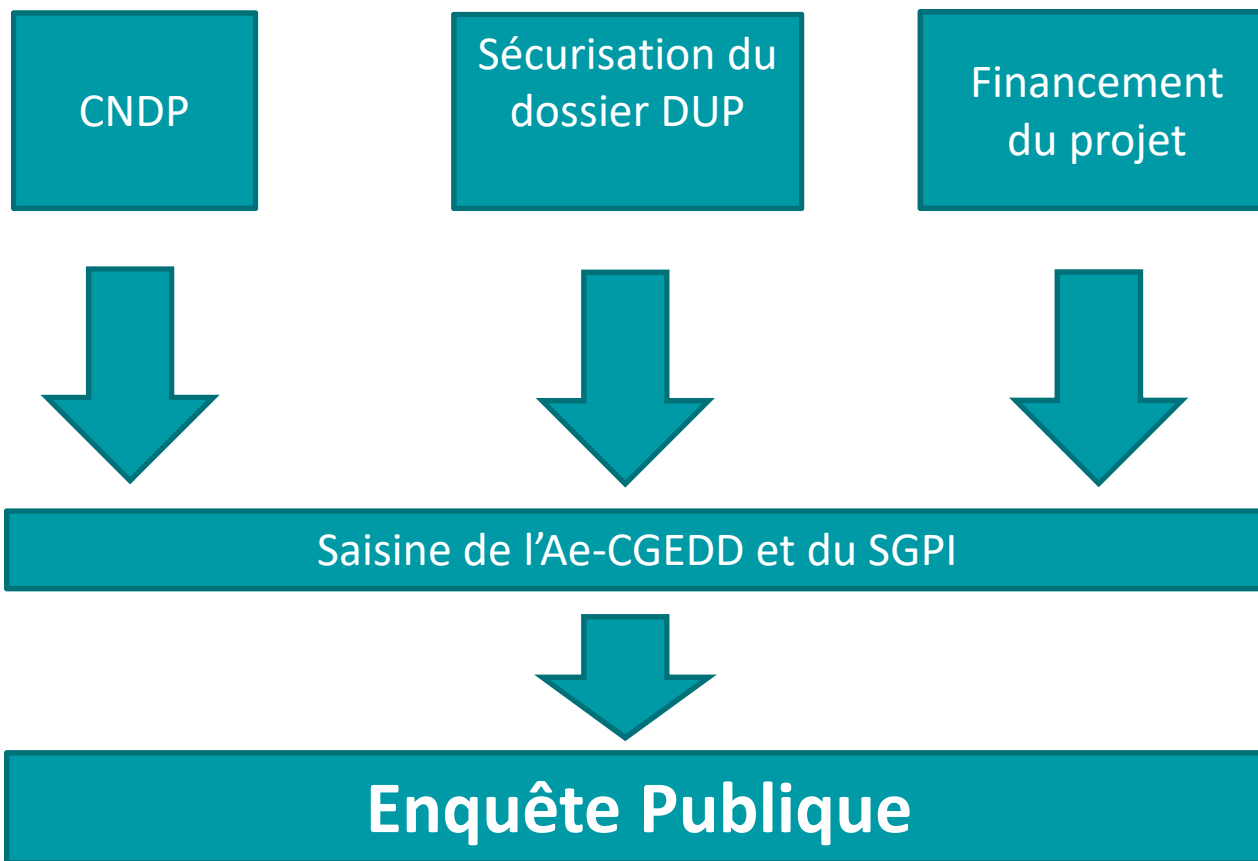 CNDP
Sécurisation du
dossier DUP
Financement
du projet
Saisine de l’Ae-CGEDD et du SGPI
Enquête Publique